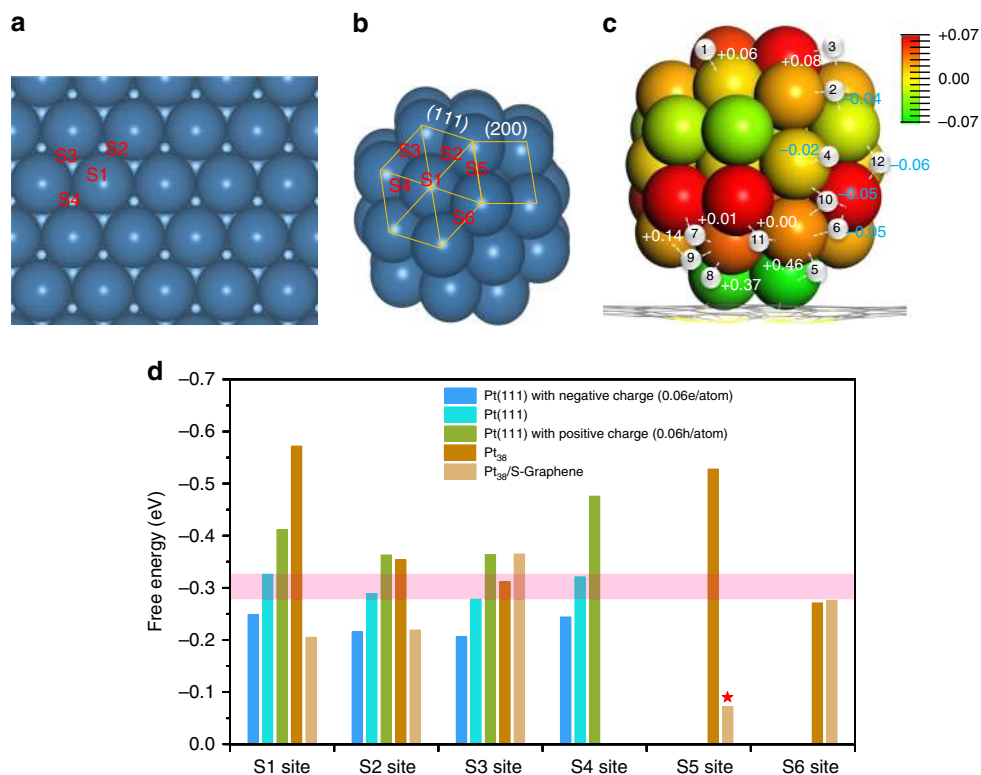 a
S3
S2
S1
S4
b
(111)
(200)
S3
S2
S5
S4
S1
S6
c
1
+0.06
3
+0.08
2
−0.04
−0.02
4
12
−0.06
−0.05
10
+0.01
+0.00
7
11
6
−0.05
+0.14
9
+0.46
5
8
+0.37
+0.07
0.00
−0.07
d
−0.7
−0.6
−0.5
−0.4
−0.3
−0.2
−0.1
0.0
Free energy (eV)
Pt(111) with negative charge (0.06e/atom)
Pt(111)
Pt(111) with positive charge (0.06h/atom)
Pt38
Pt38/S-Graphene
S1 site
S2 site
S3 site
S4 site
S5 site
S6 site